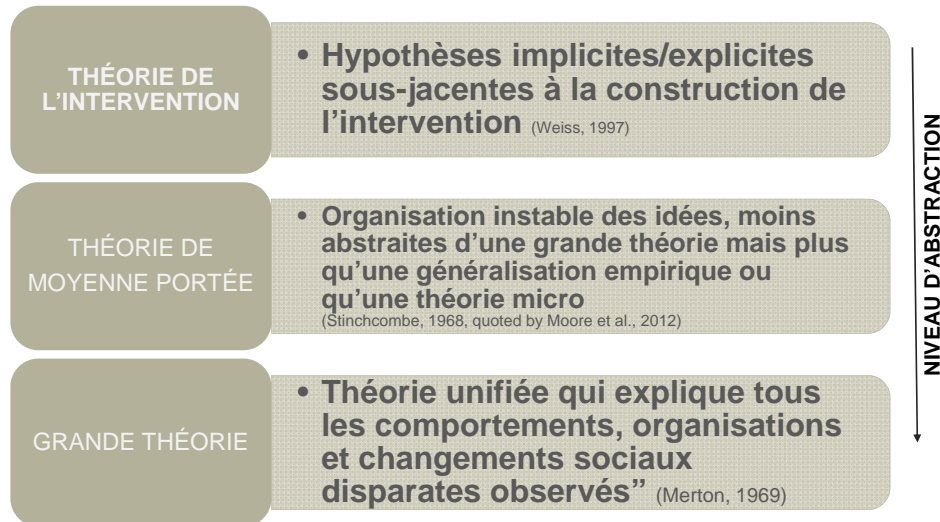 THÉORIE DE
L'INTERVENTION
• Hypothèses implicites/explicites
sous-jacentes à la construction de
l'intervention (Weiss, 1997)
THÉORIE DE
MOYENNE PORTÉE
• Organisation instable des idées, moins
abstraites d'une grande théorie mais plus
qu'une généralisation empirique ou
qu'une théorie micro
(Stinchcombe, 1968, quoted by Moore et al., 2012)
GRANDE THÉORIE
• Théorie unifiée qui explique tous
les comportements, organisations
et changements sociaux
disparates observés” (Merton, 1969)
NIVEAU D'ABSTRACTION